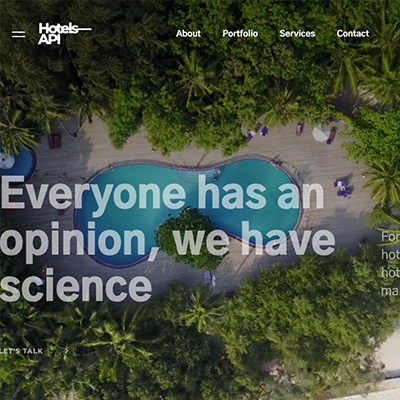 Hotels
API
About
Portfolio
Services
Contact
Everyone has an
opinion, we have
science
For
hot
hot
ma
LET'S TALK